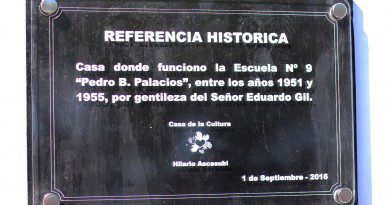 REFERENCIA HISTORICA
Casa donde funciono la Escuela Nº 9
"Pedro B. Palacios", entre los años 1951 y
1955, por gentileza del Señor Eduardo Gil.
Casa de la Cultura
Hilario Ascasubi
1 de Septiembre - 2016